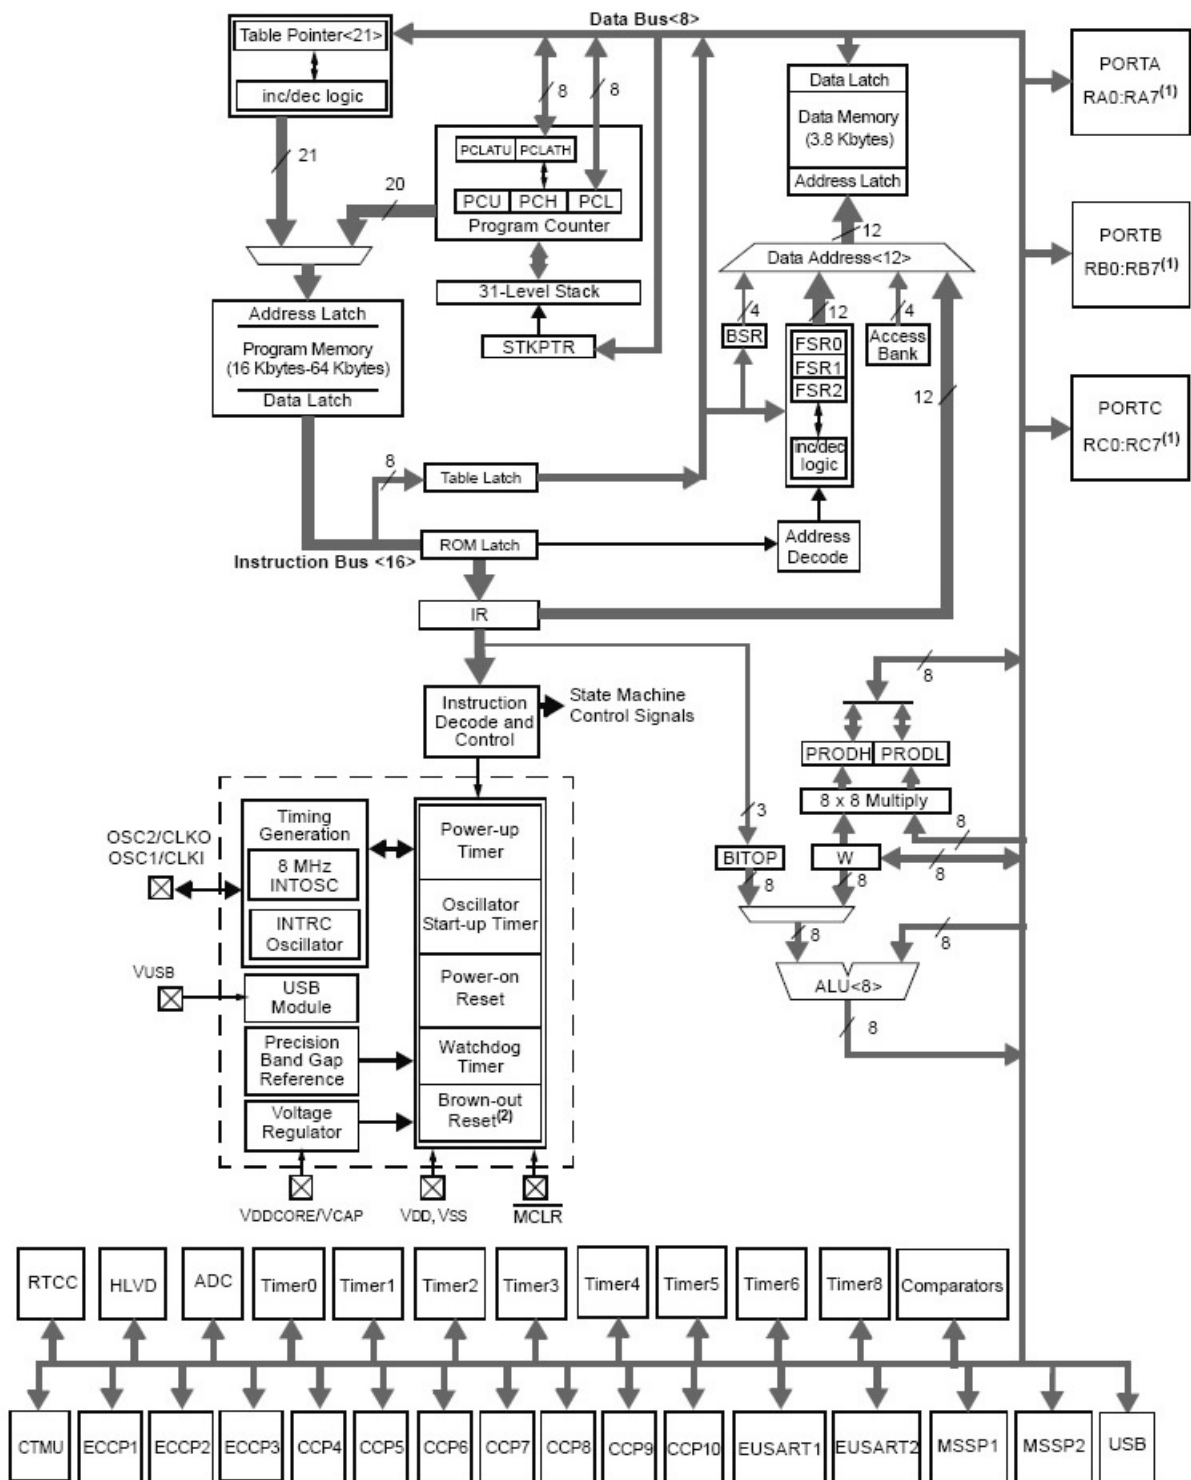 Data Bus<8>
Table Pointer<21>
inc/dec logic
21
20
8
8
PCLATU PCLATH
PCU PCH PCL
Program Counter
31-Level Stack
STKPTR
Data Latch
Data Memory
(3.8 Kbytes)
Address Latch
12
Data Address<12>
4
12
4
BSR
FSR0
FSR1
FSR2
inc/dec
logic
Access
Bank
12
PORTA
RA0:RA7(1)
PORTB
RB0:RB7(1)
PORTC
RC0:RC7(1)
Address Latch
Program Memory
(16 Kbytes-64 Kbytes)
Data Latch
8
Table Latch
Instruction Bus <16>
ROM Latch
Address
Decode
IR
Instruction
Decode and
Control
State Machine
Control Signals
8
PRODH PRODL
8 x 8 Multiply
3
8
BITOP
W
8
8
8
8
8
ALU<8>
8
OSC2/CLKO
OSC1/CLKI
Timing
Generation
8 MHz
INTOSC
INTRC
Oscillator
VUSB
USB
Module
Precision
Band Gap
Reference
Voltage
Regulator
Power-up
Timer
Oscillator
Start-up Timer
Power-on
Reset
Watchdog
Timer
Brown-out
Reset(2)
VDDCORE/VCAP
VDD, VSS
MCLR
RTCC
HLVD
ADC
Timer0
Timer1
Timer2
Timer3
Timer4
Timer5
Timer6
Timer8
Comparators
CTMU
ECCP1
ECCP2
ECCP3
CCP4
CCP5
CCP6
CCP7
CCP8
CCP9
CCP10
EUSART1
EUSART2
MSSP1
MSSP2
USB